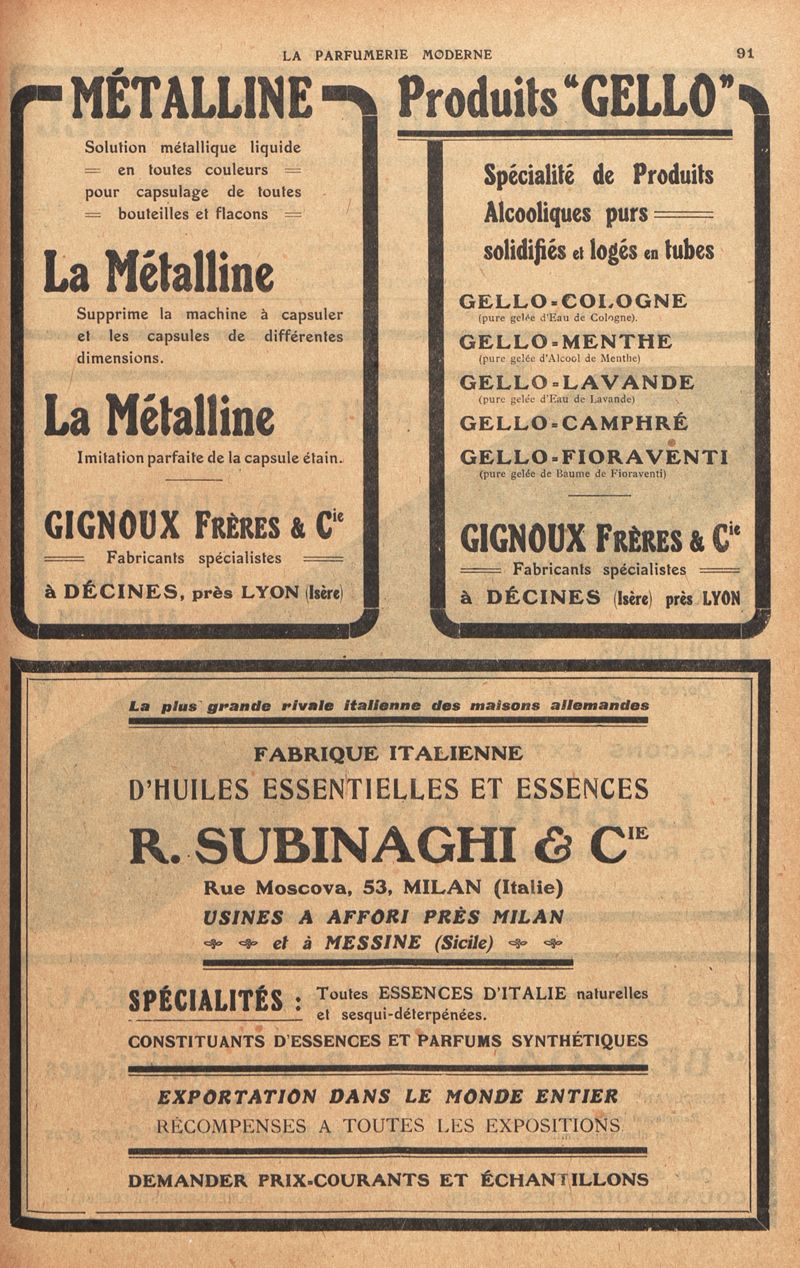 LA PARFUMERIE MODERNE
91
MÉTALLINE
Solution métallique liquide
= en toutes couleurs =
pour capsulage de toutes
= bouteilles et flacons =
La Métalline
Supprime la machine à capsuler
et les capsules de différentes
dimensions.
La Métalline
Imitation parfaite de la capsule étain.
GIGNOUX FRÈRES & Cie
Fabricants spécialistes
à DÉCINES, près LYON (Isère)
Produits "GELLO"
Spécialité de Produits
Alcooliques purs
solidifiés et logés en tubes
GELLO=COLOGNE
(pure gelée d'Eau de Cologne).
GELLO=MENTHE
(pure gelée d'Alcool de Menthe)
GELLO=LAVANDE
(pure gelée d'Eau de Lavande)
GELLO=CAMPHRÉ
GELLO=FIORAVENTI
(pure gelée de Baume de Fioraventi)
GIGNOUX FRÈRES & Cie
Fabricants spécialistes
à DÉCINES (Isère) près LYON
La plus grande rivale italienne des maisons allemandes
FABRIQUE ITALIENNE
D'HUILES ESSENTIELLES ET ESSENCES
R. SUBINAGHI & CIE
Rue Moscova, 53, MILAN (Italie)
USINES A AFFORI PRÈS MILAN
et à MESSINE (Sicile)
SPÉCIALITÉS : Toutes ESSENCES D'ITALIE naturelles
et sesqui-déterpénées.
CONSTITUANTS D'ESSENCES ET PARFUMS SYNTHÉTIQUES
EXPORTATION DANS LE MONDE ENTIER
RÉCOMPENSES A TOUTES LES EXPOSITIONS
DEMANDER PRIX=COURANTS ET ÉCHANTILLONS